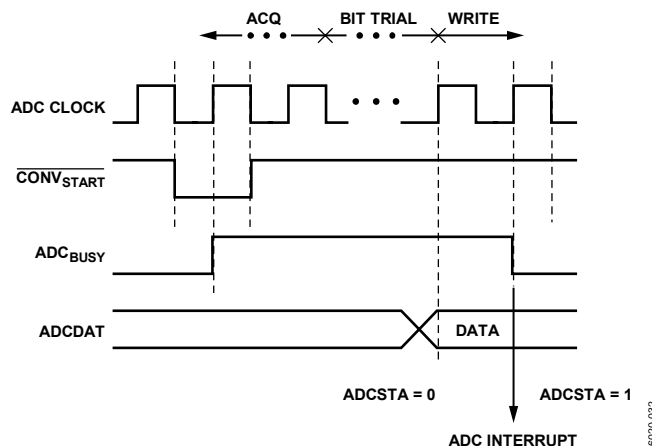 ACQ BIT TRIAL WRITE
ADC CLOCK
CONVSTART
ADCBUSY
ADCDAT
DATA
ADCSTA = 0
ADCSTA = 1
ADC INTERRUPT